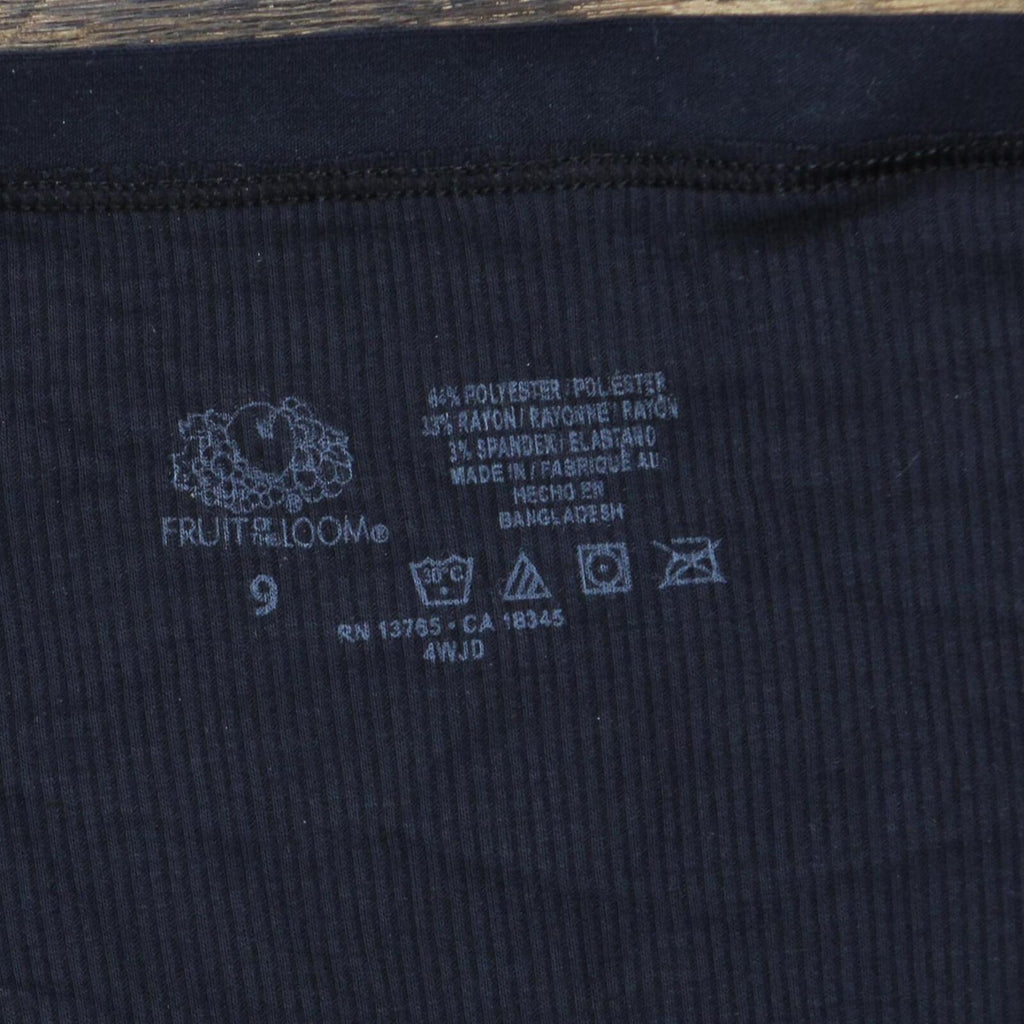 FRUIT OF THE LOOM®
9
64% POLYESTER / POLIÉSTER
33% RAYON / RAYONNE / RAYÓN
3% SPANDEX / ELASTANO
MADE IN / FABRIQUÉ AU
HECHO EN
BANGLADESH
30°C
RN 13765 · CA 18345
4WJD